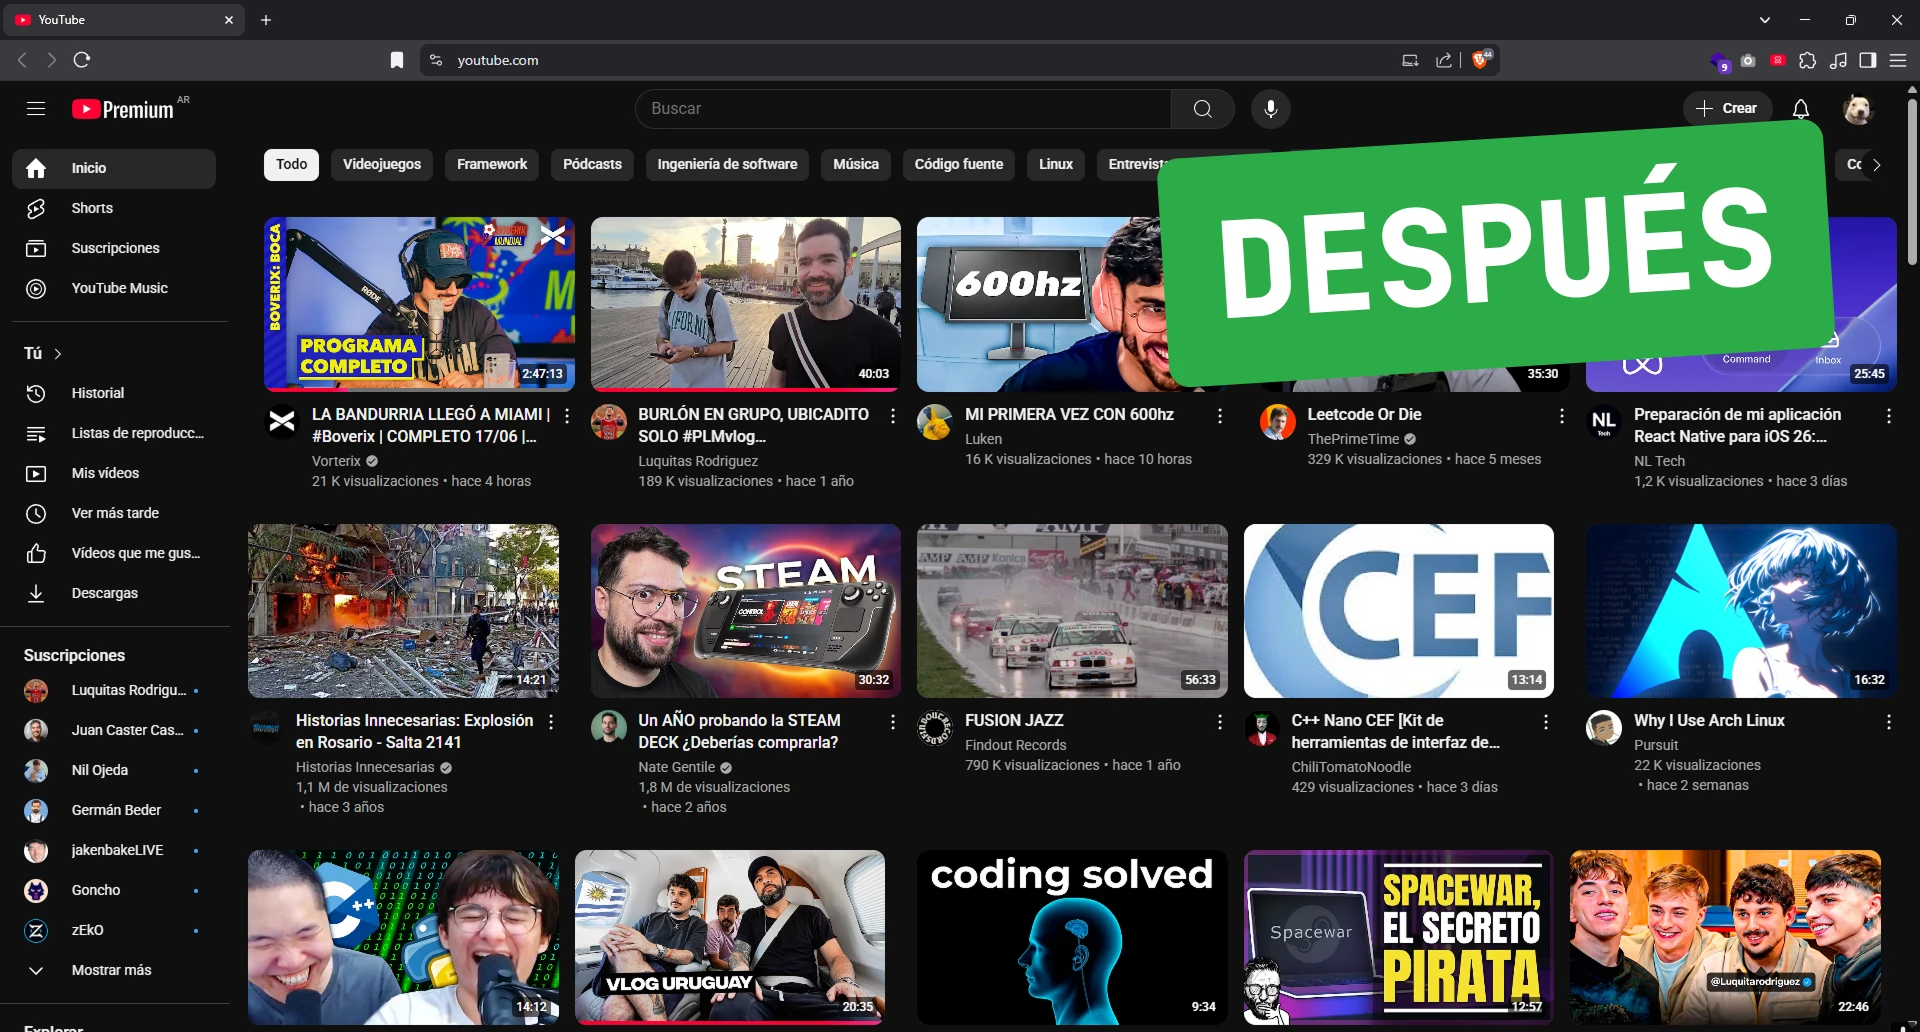 YouTube
youtube.com
44
9
Premium AR
Buscar
Crear
Inicio
Shorts
Suscripciones
YouTube Music
Tú
Historial
Listas de reproducc...
Mis vídeos
Ver más tarde
Vídeos que me gus...
Descargas
Suscripciones
Luquitas Rodrigu...
Juan Caster Cas...
Nil Ojeda
Germán Beder
jakenbakeLIVE
Goncho
zEkO
Mostrar más
Explorar
Todo
Videojuegos
Framework
Pódcasts
Ingeniería de software
Música
Código fuente
Linux
Entrevist
DESPUÉS
BOVERIX: BOCA
BOVERIX
MUNDIAL
RØDE
PROGRAMA
COMPLETO
2:47:13
40:03
600hz
35:30
Command
Inbox
25:45
LA BANDURRIA LLEGÓ A MIAMI |
#Boverix | COMPLETO 17/06 |...
Vorterix
21 K visualizaciones • hace 4 horas
BURLÓN EN GRUPO, UBICADITO
SOLO #PLMvlog...
Luquitas Rodriguez
189 K visualizaciones • hace 1 año
MI PRIMERA VEZ CON 600hz
Luken
16 K visualizaciones • hace 10 horas
Leetcode Or Die
ThePrimeTime
329 K visualizaciones • hace 5 meses
NL
Tech
Preparación de mi aplicación
React Native para iOS 26:...
NL Tech
1,2 K visualizaciones • hace 3 días
14:21
STEAM
CONTROL
30:32
AMP AMP Konica
56:33
CEF
13:14
16:32
Historias Innecesarias: Explosión
en Rosario - Salta 2141
Historias Innecesarias
1,1 M de visualizaciones
• hace 3 años
Un AÑO probando la STEAM
DECK ¿Deberías comprarla?
Nate Gentile
1,8 M de visualizaciones
• hace 2 años
FUSION JAZZ
Findout Records
790 K visualizaciones • hace 1 año
C++ Nano CEF [Kit de
herramientas de interfaz de...
ChiliTomatoNoodle
429 visualizaciones • hace 3 días
Why I Use Arch Linux
Pursuit
22 K visualizaciones
• hace 2 semanas
C++
14:12
VLOG URUGUAY
20:35
coding solved
9:34
Spacewar
SPACEWAR,
EL SECRETO
PIRATA
12:57
@Luquitarodriguez
22:46